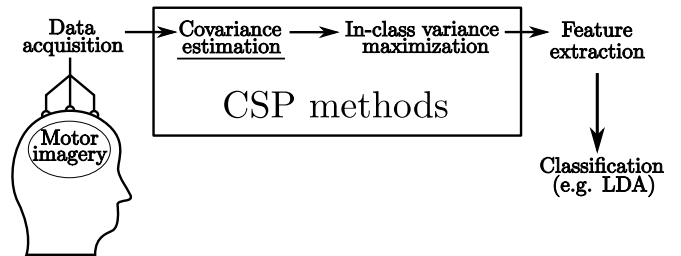 Data
acquisition
Covariance
estimation
In-class variance
maximization
Feature
extraction
CSP methods
Motor
imagery
Classification
(e.g. LDA)